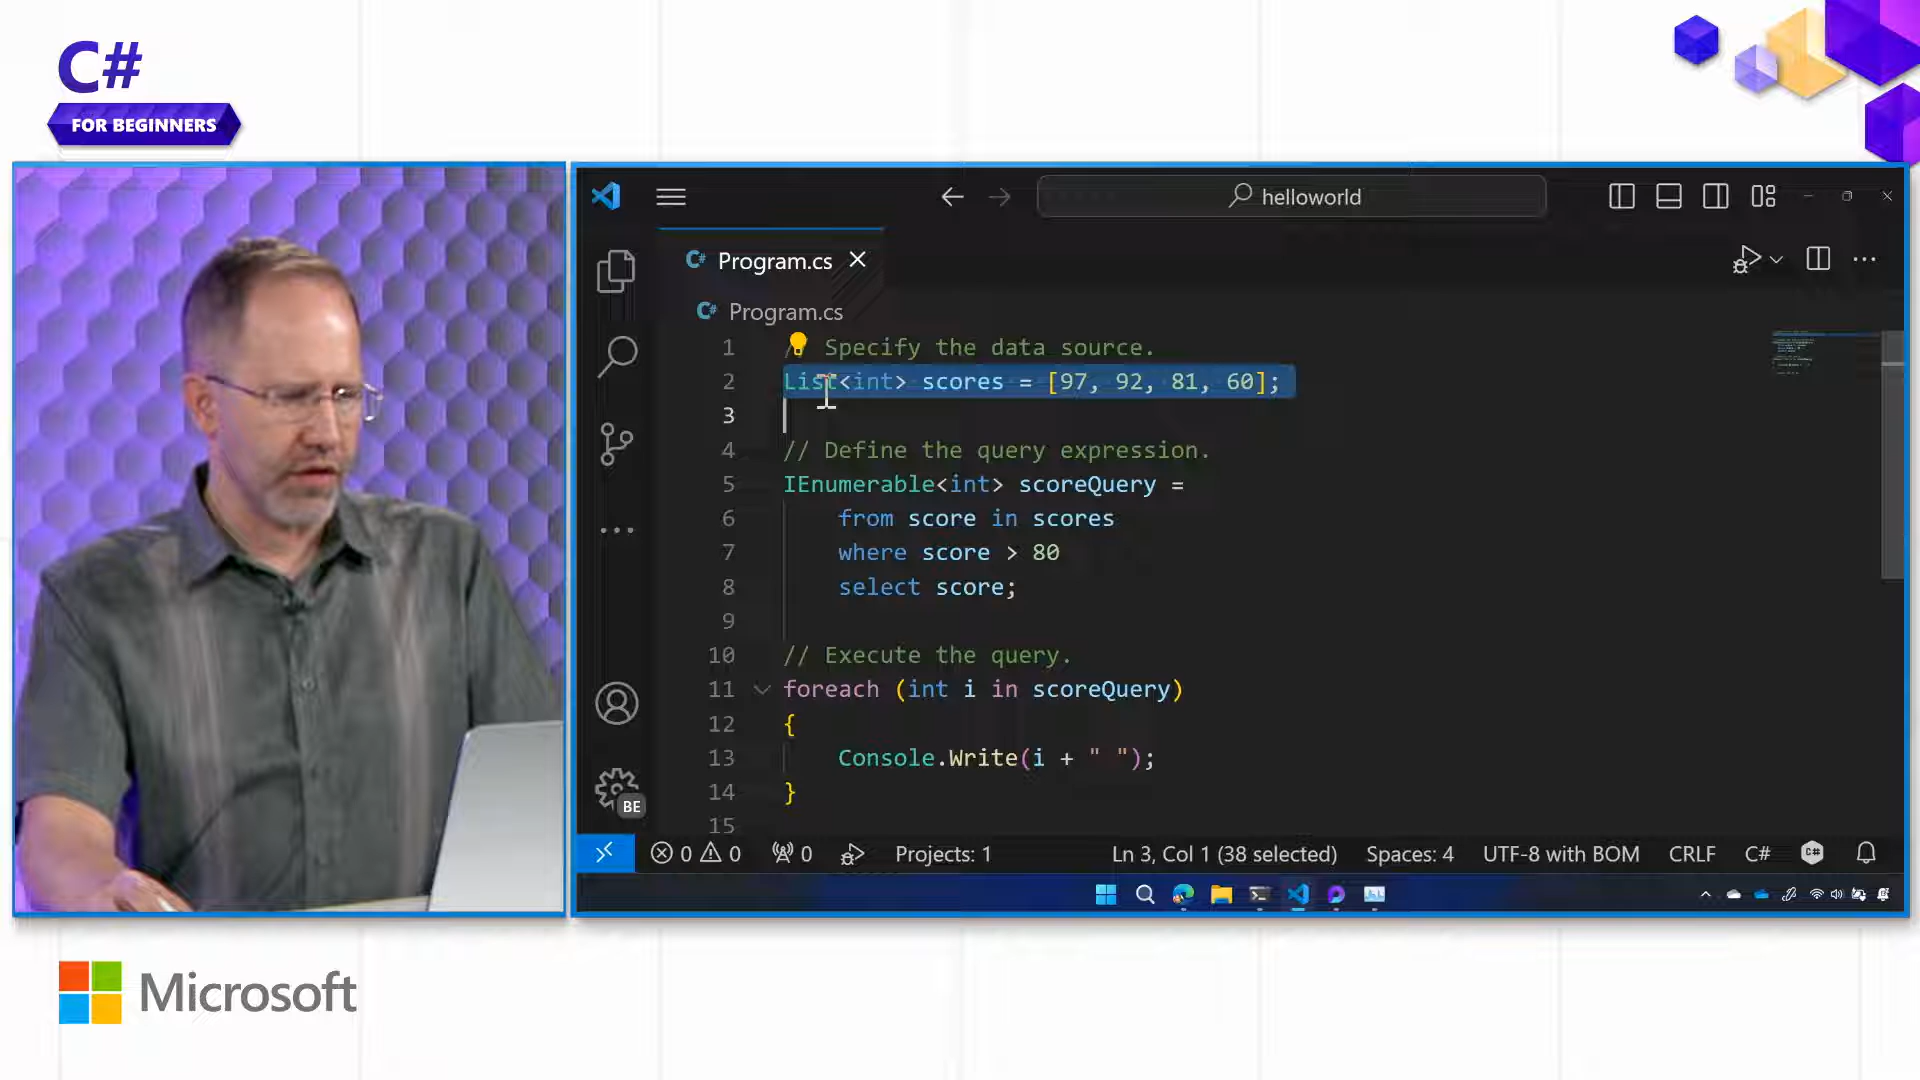 C#
FOR BEGINNERS
helloworld
Program.cs
Program.cs
1 // Specify the data source.
2 List<int> scores = [97, 92, 81, 60];
3
4 // Define the query expression.
5 IEnumerable<int> scoreQuery =
6 from score in scores
7 where score > 80
8 select score;
9
10 // Execute the query.
11 foreach (int i in scoreQuery)
12 {
13 Console.Write(i + " ");
14 }
15
BE
0 0 0 Projects: 1 Ln 3, Col 1 (38 selected) Spaces: 4 UTF-8 with BOM CRLF C#
Microsoft